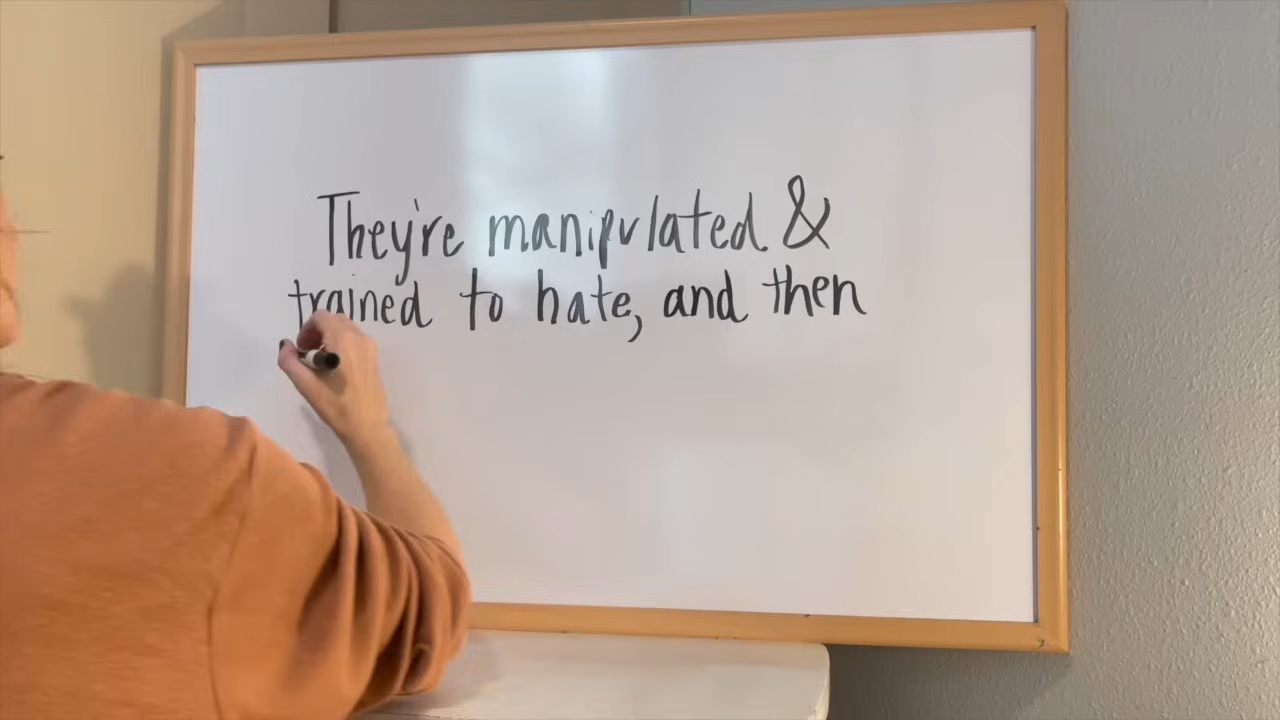 They're manipulated &
trained to hate, and then